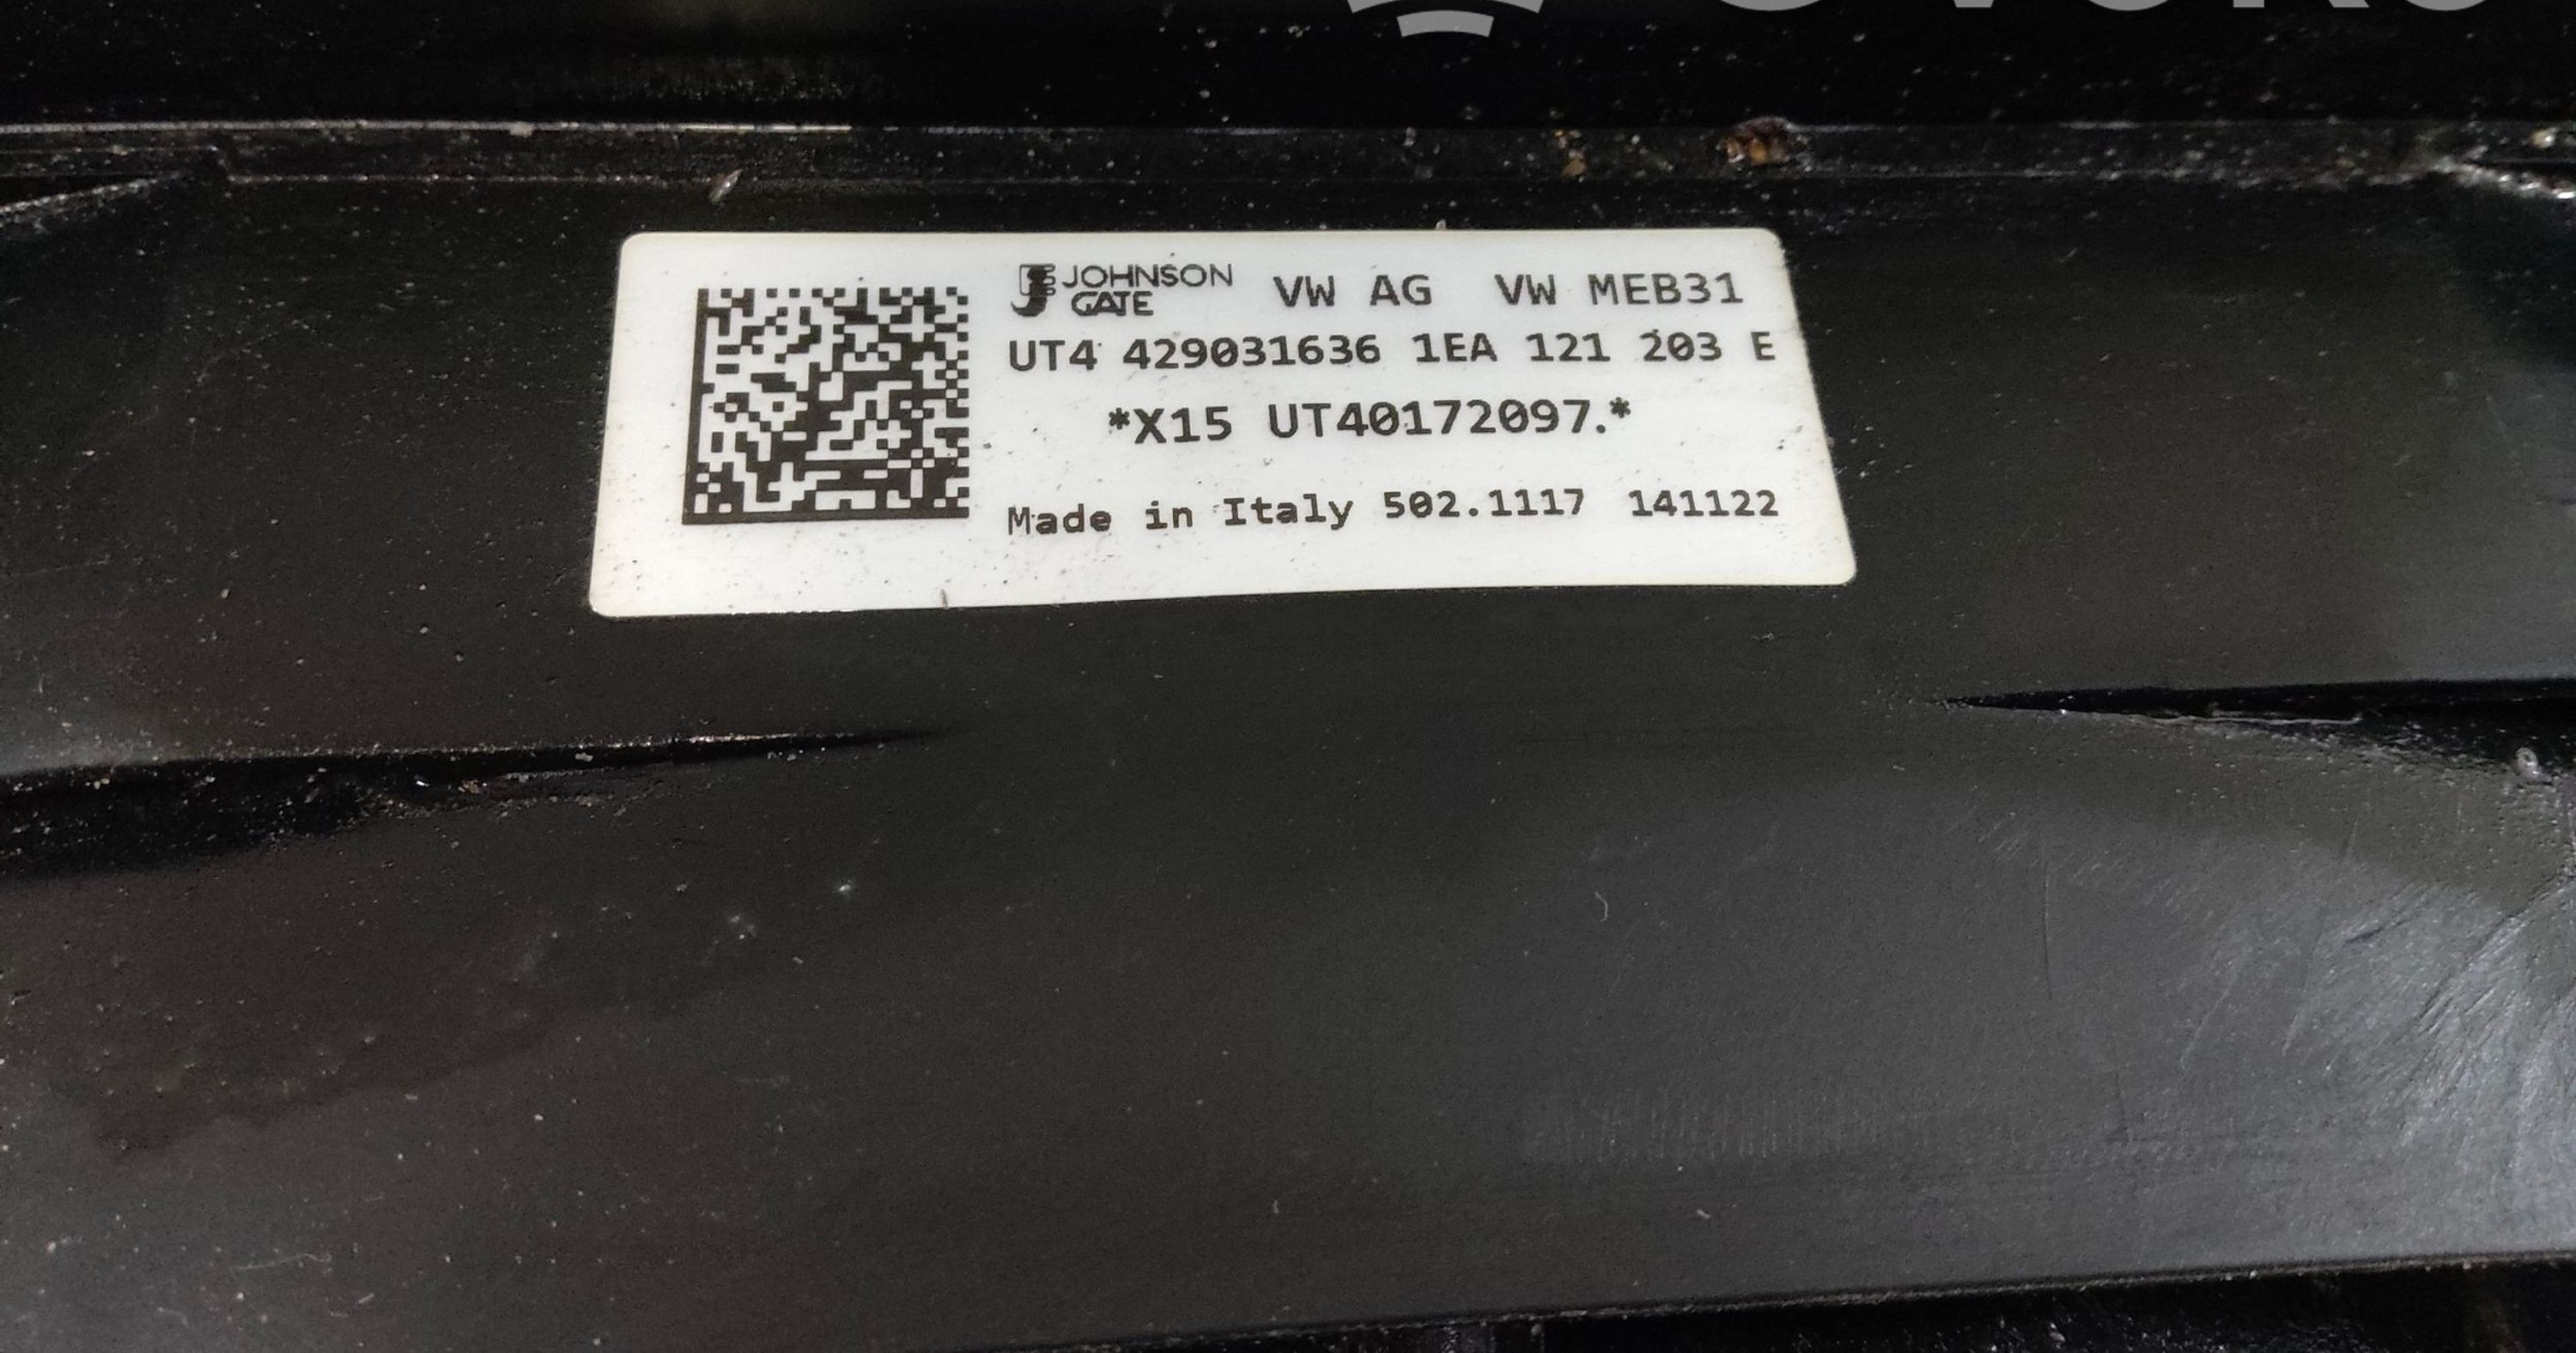 JOHNSON
GATE
VW AG VW MEB31
UT4 429031636 1EA 121 203 E
*X15 UT40172097.*
Made in Italy 502.1117 141122